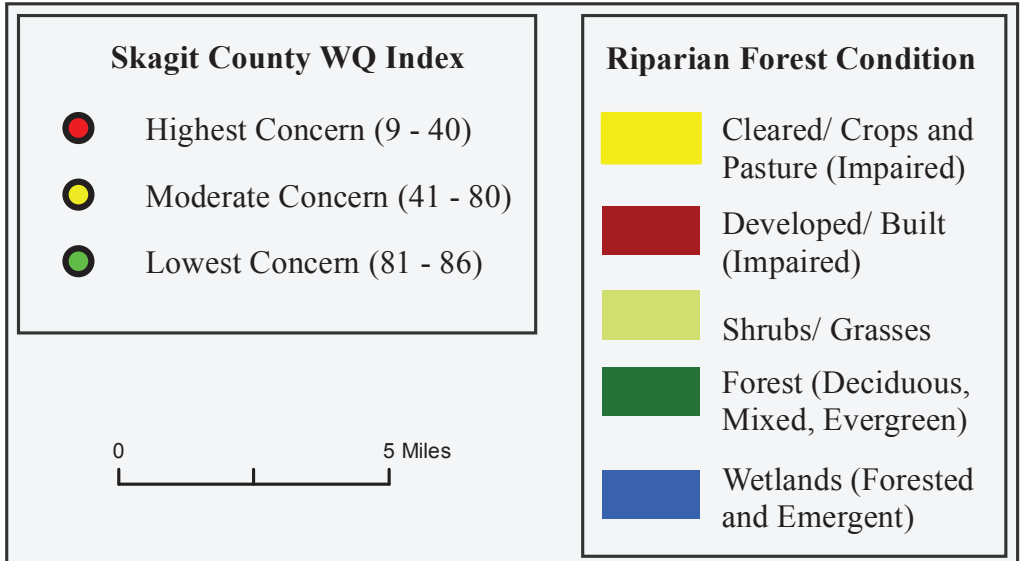 Skagit County WQ Index
Highest Concern (9 - 40)
Moderate Concern (41 - 80)
Lowest Concern (81 - 86)
0 5 Miles
Riparian Forest Condition
Cleared/ Crops and
Pasture (Impaired)
Developed/ Built
(Impaired)
Shrubs/ Grasses
Forest (Deciduous,
Mixed, Evergreen)
Wetlands (Forested
and Emergent)